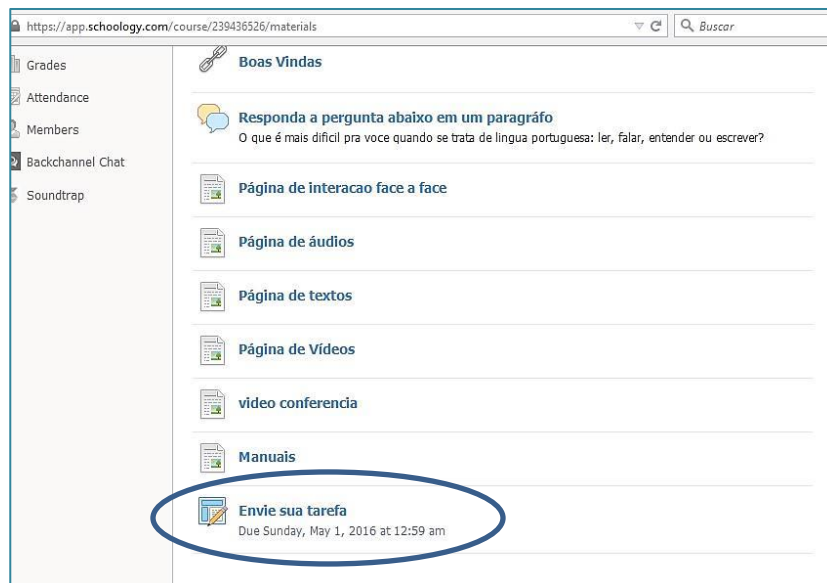 https://app.schoology.com/course/239436526/materials
Buscar
Grades
Attendance
Members
Backchannel Chat
Soundtrap
Boas Vindas
Responda a pergunta abaixo em um paragráfo
O que é mais dificil pra voce quando se trata de lingua portuguesa: ler, falar, entender ou escrever?
Página de interacao face a face
Página de áudios
Página de textos
Página de Vídeos
video conferencia
Manuais
Envie sua tarefa
Due Sunday, May 1, 2016 at 12:59 am